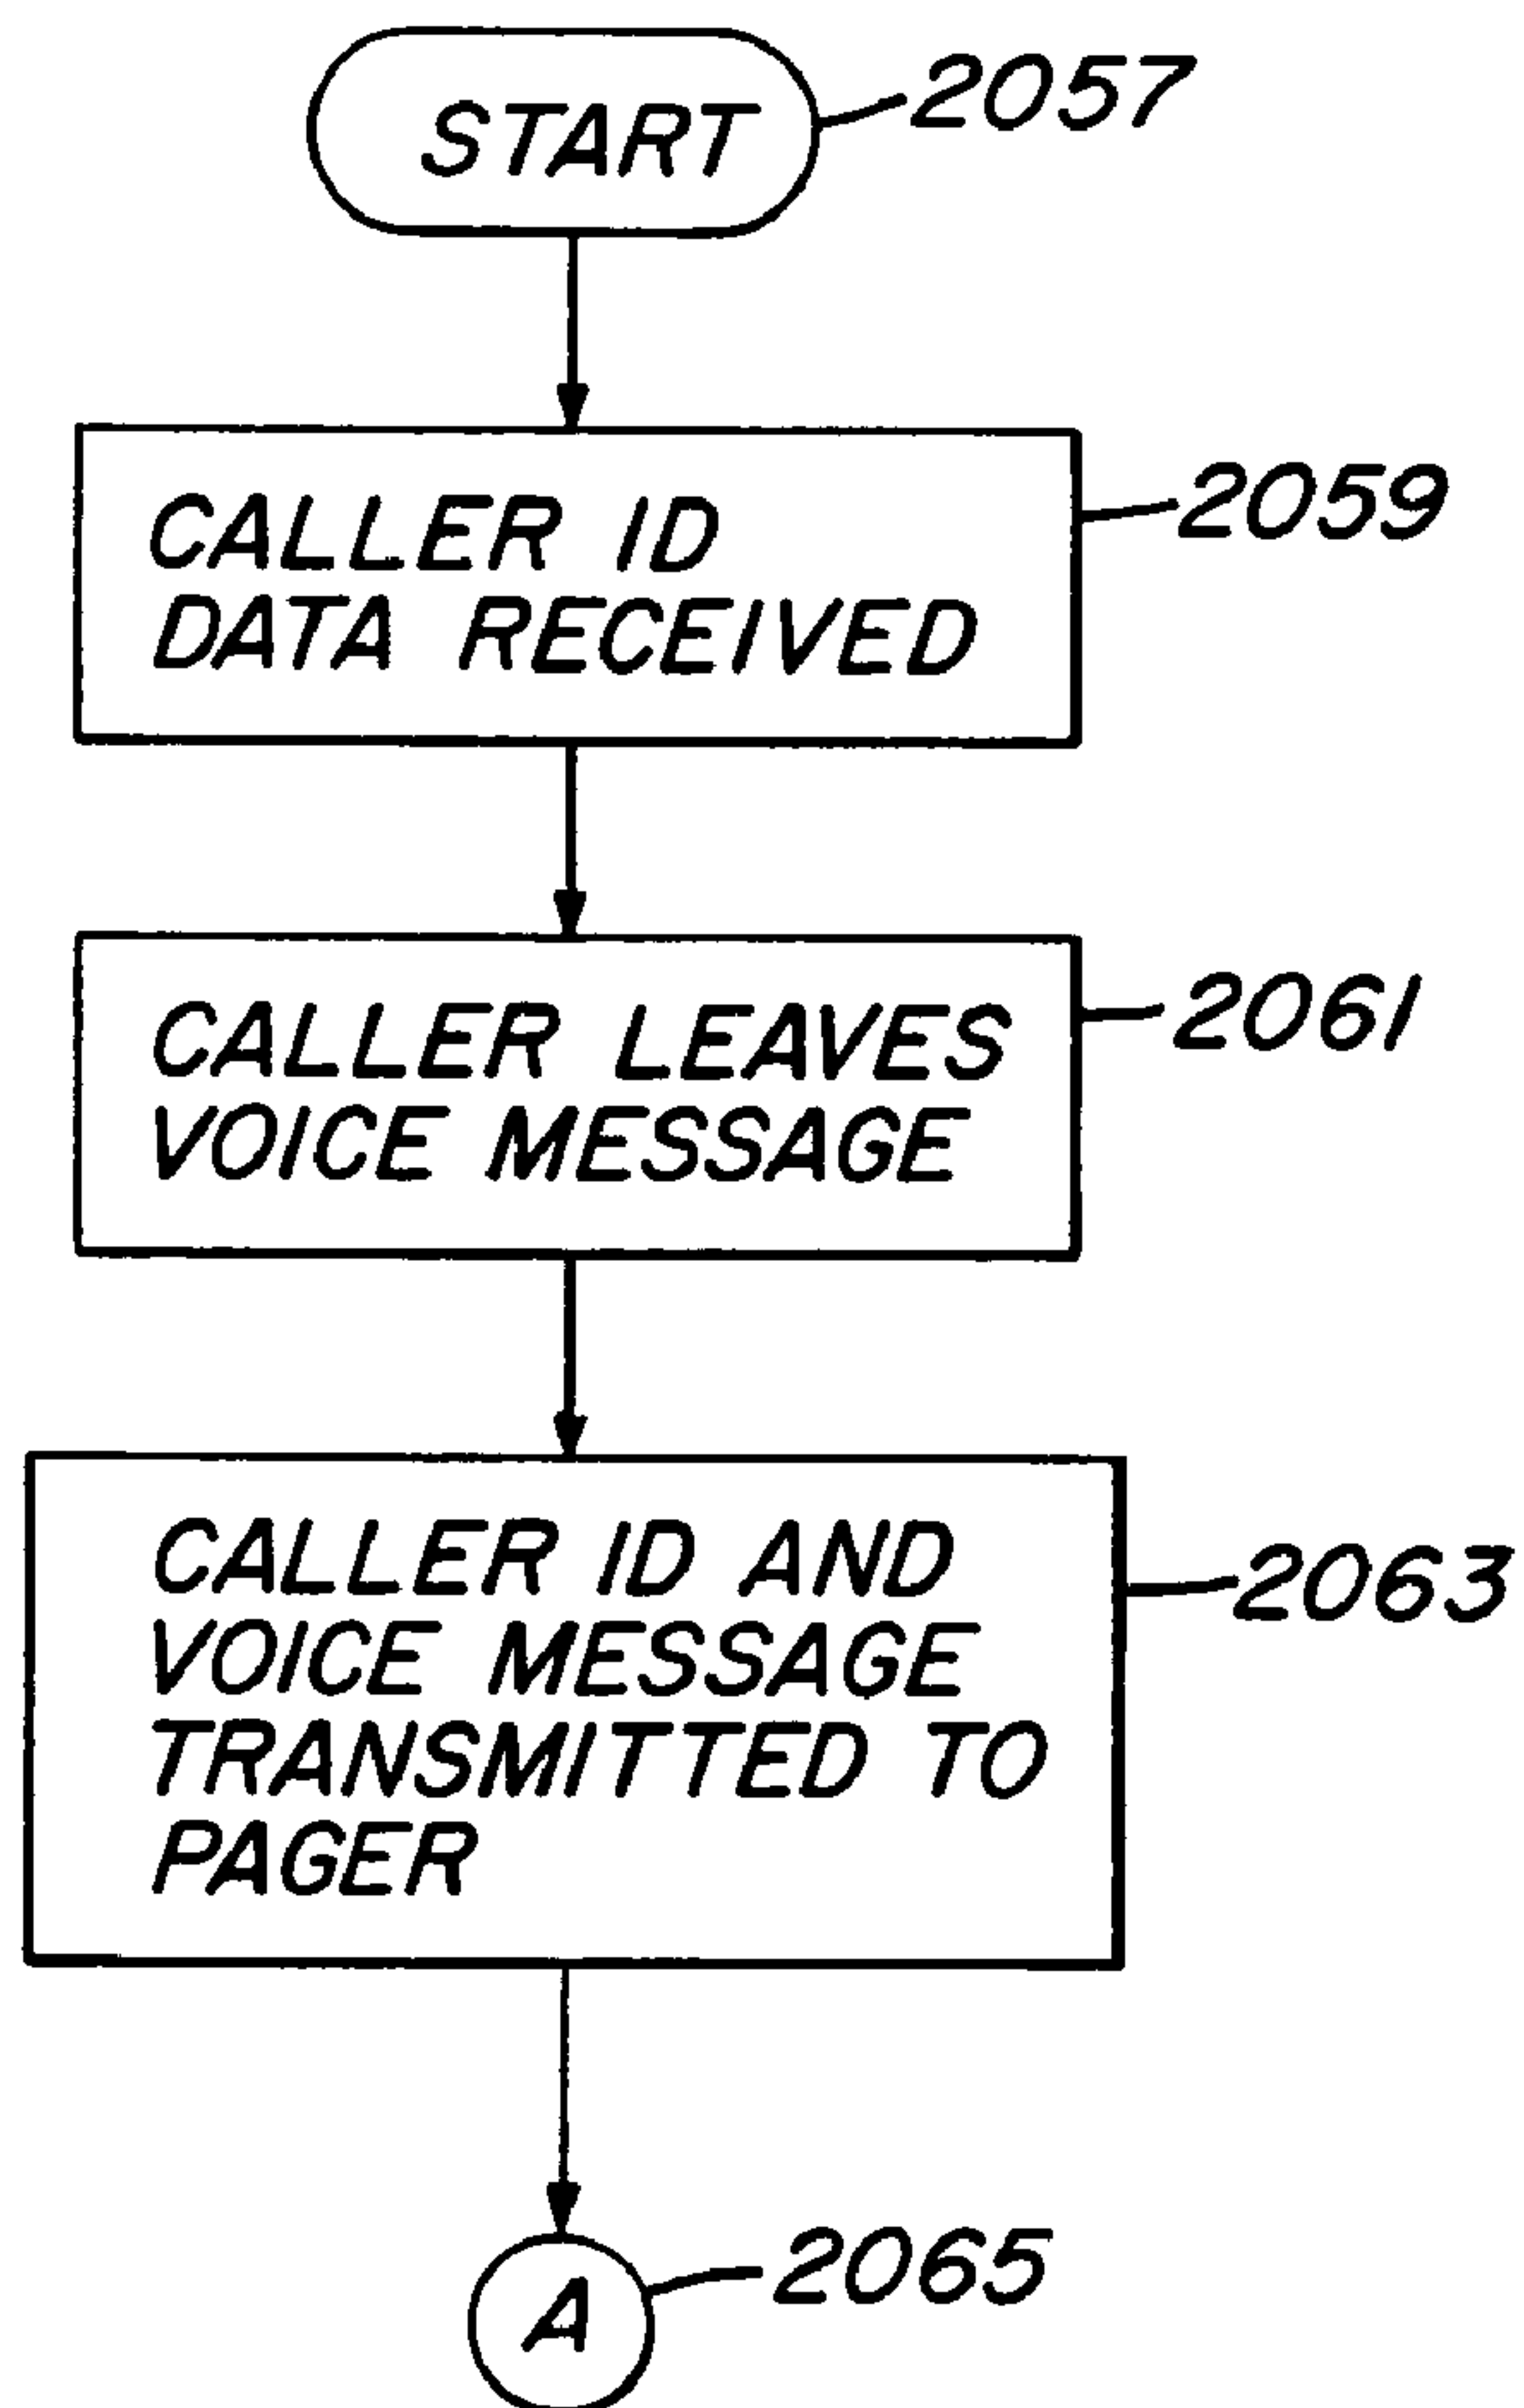 START
2057
CALLER ID
DATA RECEIVED
2059
CALLER LEAVES
VOICE MESSAGE
2061
CALLER ID AND
VOICE MESSAGE
TRANSMITTED TO
PAGER
2063
A
2065